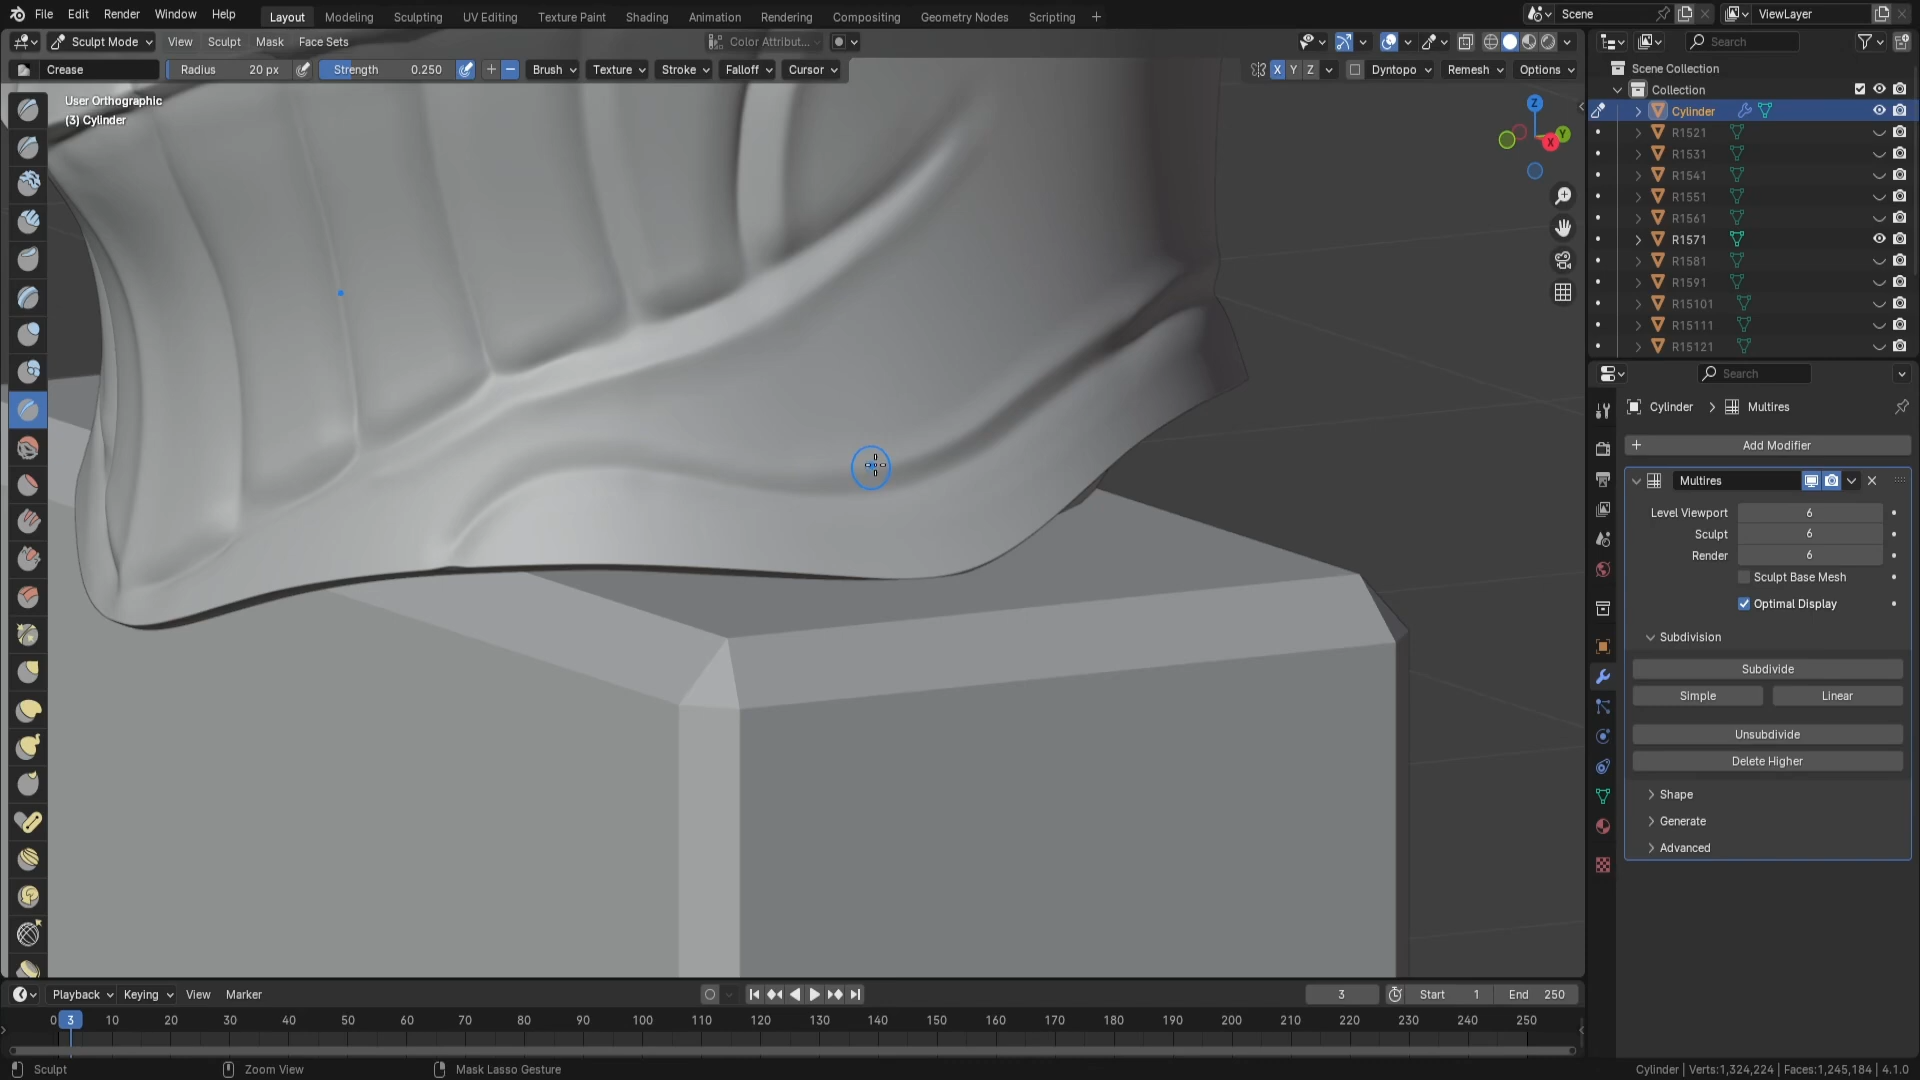 File Edit Render Window Help Layout Modeling Sculpting UV Editing Texture Paint Shading Animation Rendering Compositing Geometry Nodes Scripting + Scene ViewLayer
Sculpt Mode View Sculpt Mask Face Sets Color Attribut... Search
Crease Radius 20 px Strength 0.250 + − Brush Texture Stroke Falloff Cursor X Y Z Dyntopo Remesh Options
User Orthographic
(3) Cylinder
Z
Y
X
Scene Collection
Collection
Cylinder
R1521
R1531
R1541
R1551
R1561
R1571
R1581
R1591
R15101
R15111
R15121
Search
Cylinder > Multires
+ Add Modifier
Multires
Level Viewport 6
Sculpt 6
Render 6
Sculpt Base Mesh
Optimal Display
Subdivision
Subdivide
Simple Linear
Unsubdivide
Delete Higher
Shape
Generate
Advanced
Playback Keying View Marker 3 Start 1 End 250
0 3 10 20 30 40 50 60 70 80 90 100 110 120 130 140 150 160 170 180 190 200 210 220 230 240 250
Sculpt Zoom View Mask Lasso Gesture Cylinder | Verts:1,324,224 | Faces:1,245,184 | 4.1.0